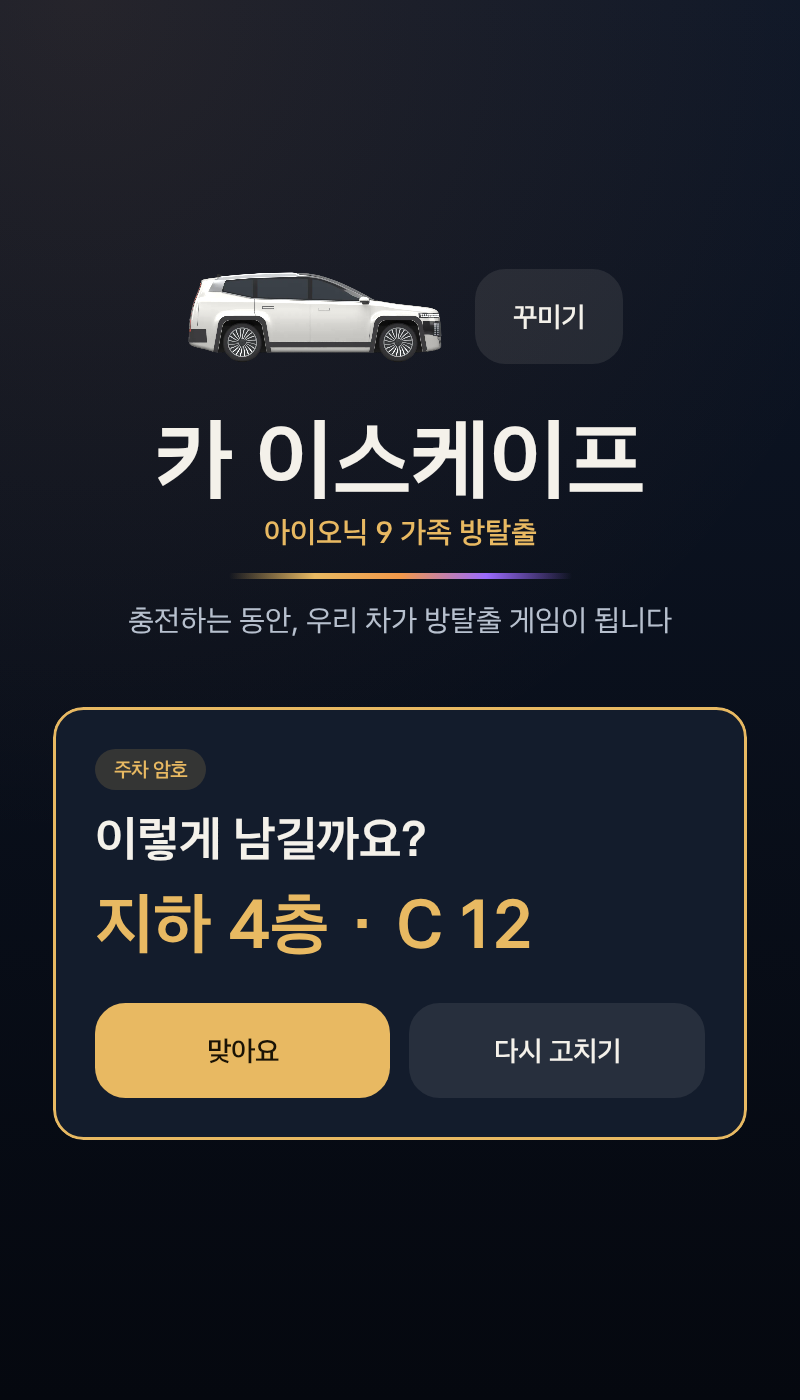 꾸미기
카 이스케이프
아이오닉 9 가족 방탈출
충전하는 동안, 우리 차가 방탈출 게임이 됩니다
주차 암호
이렇게 남길까요?
지하 4층 · C 12
맞아요
다시 고치기